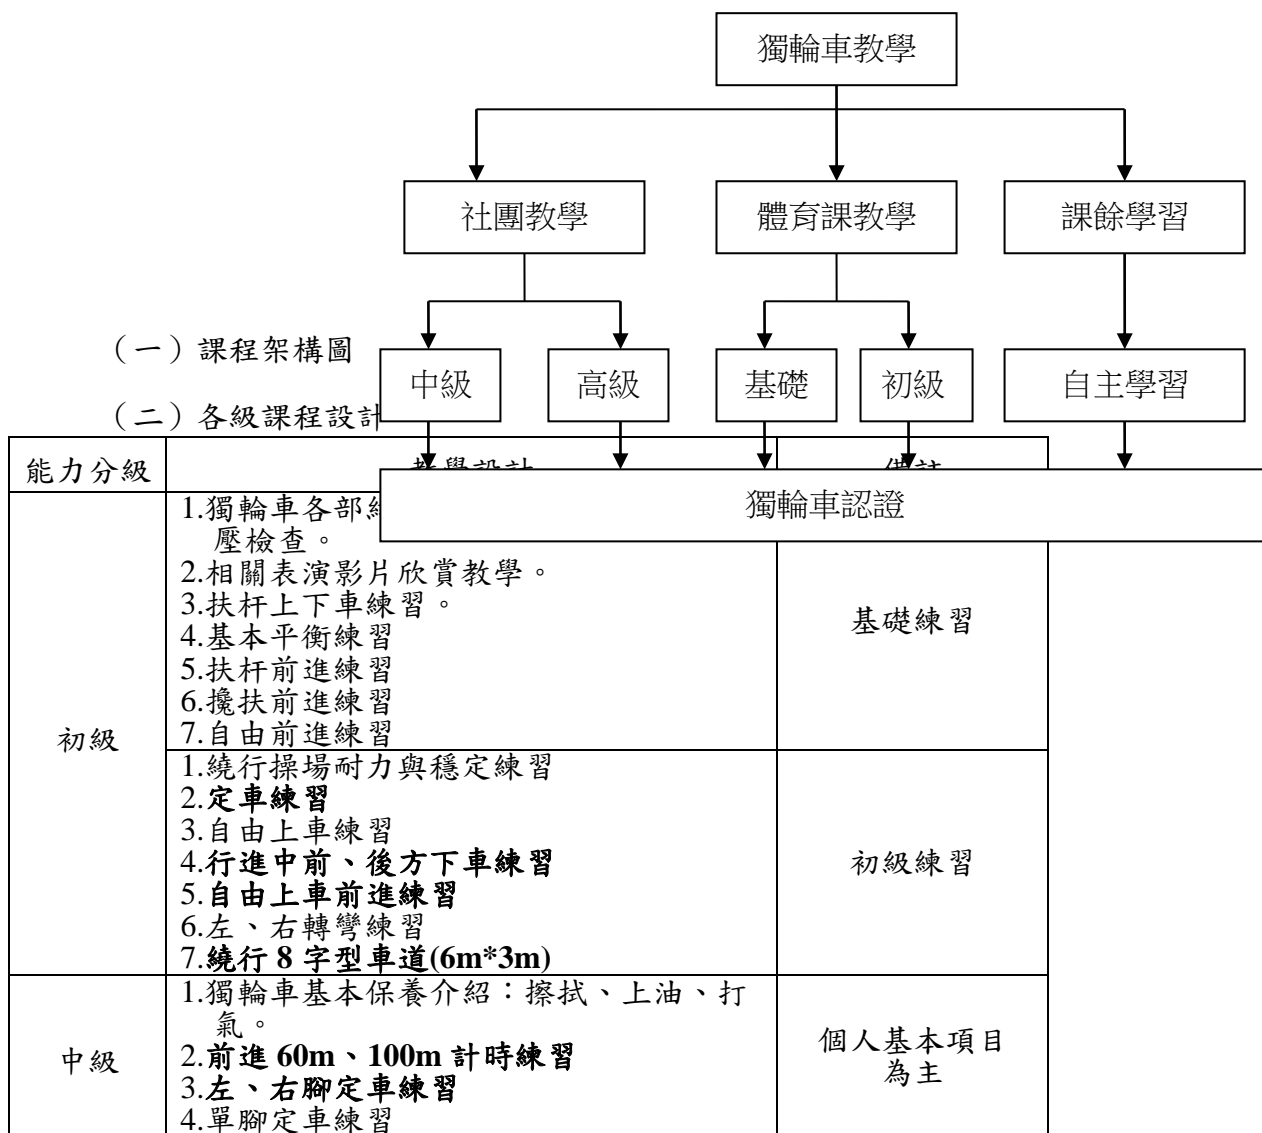 獨輪車教學
社團教學 體育課教學 課餘學習
(一)課程架構圖
中級 高級 基礎 初級 自主學習
(二)各級課程設計
能力分級
獨輪車認證
初級
1.獨輪車各部
壓檢查。
2.相關表演影片欣賞教學。
3.扶杆上下車練習。
4.基本平衡練習
5.扶杆前進練習
6.攙扶前進練習
7.自由前進練習
基礎練習
1.繞行操場耐力與穩定練習
2.定車練習
3.自由上車練習
4.行進中前、後方下車練習
5.自由上車前進練習
6.左、右轉彎練習
7.繞行 8 字型車道(6m*3m)
初級練習
中級
1.獨輪車基本保養介紹:擦拭、上油、打
氣。
2.前進 60m、100m 計時練習
3.左、右腳定車練習
4.單腳定車練習
個人基本項目
為主